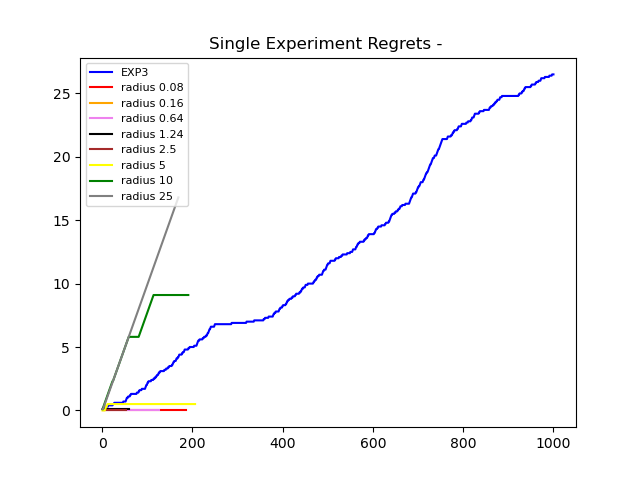 Single Experiment Regrets -
EXP3
radius 0.08
radius 0.16
radius 0.64
radius 1.24
radius 2.5
radius 5
radius 10
radius 25
25
20
15
10
5
0
0 200 400 600 800 1000